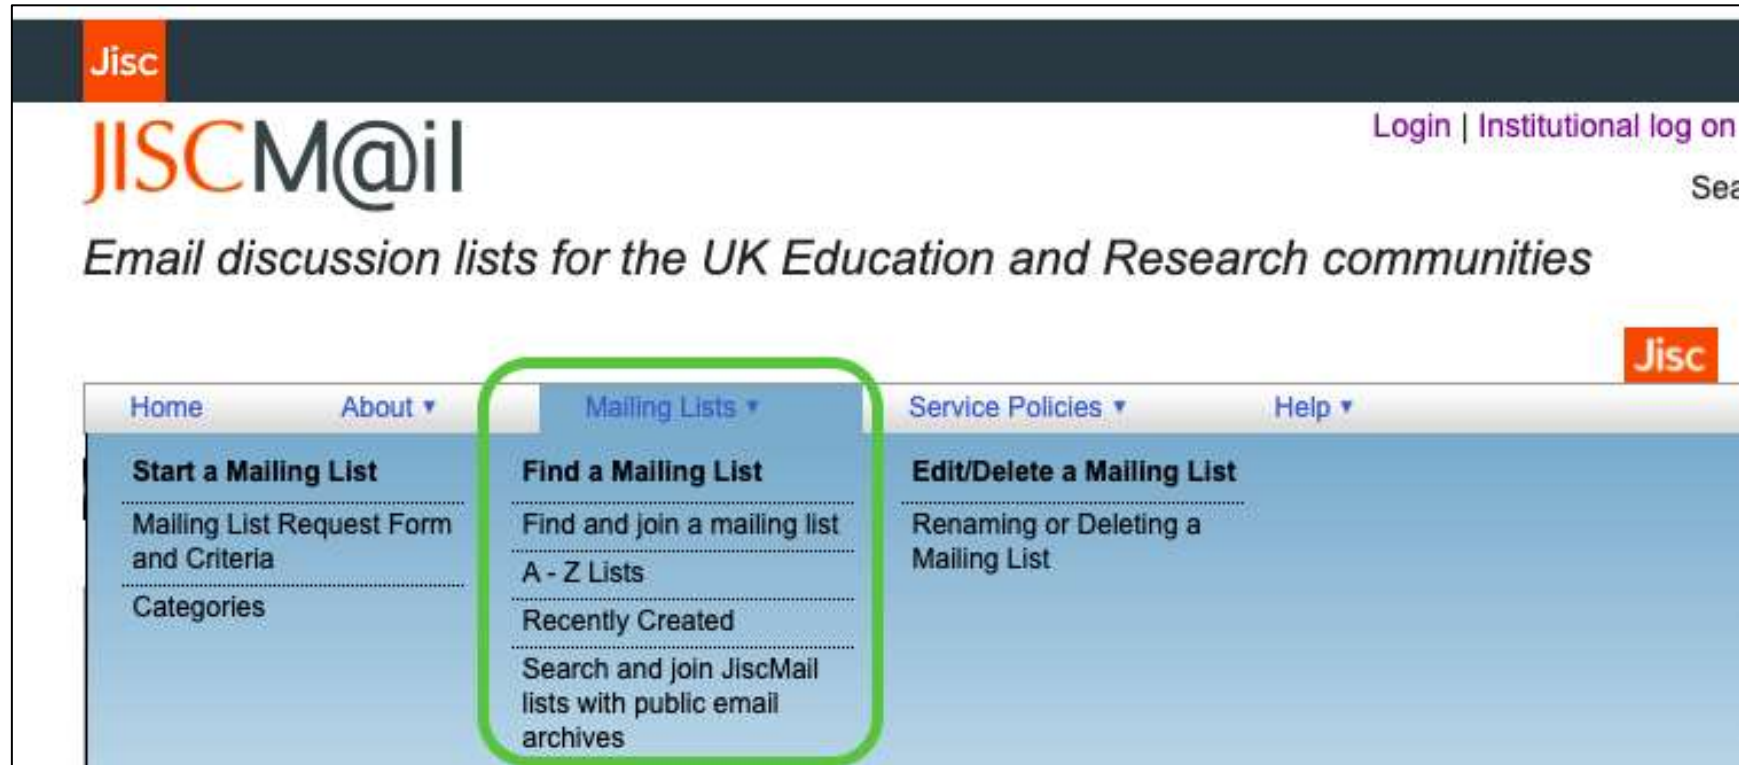 Jisc
JISCM@il
Login | Institutional log on
Sea
Email discussion lists for the UK Education and Research communities
Jisc
Home About ▾ Mailing Lists ▾ Service Policies ▾ Help ▾
Start a Mailing List
Mailing List Request Form
and Criteria
Categories
Find a Mailing List
Find and join a mailing list
A - Z Lists
Recently Created
Search and join JiscMail
lists with public email
archives
Edit/Delete a Mailing List
Renaming or Deleting a
Mailing List